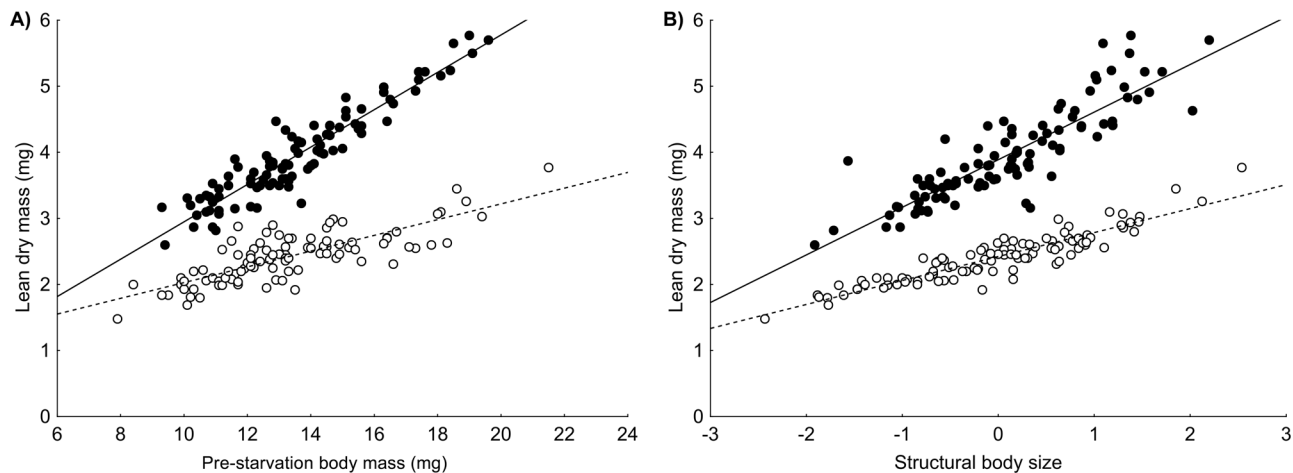 A)
Lean dry mass (mg)
6
5
4
3
2
1
0
6 8 10 12 14 16 18 20 22 24
Pre-starvation body mass (mg)
B)
Lean dry mass (mg)
6
5
4
3
2
1
0
-3 -2 -1 0 1 2 3
Structural body size